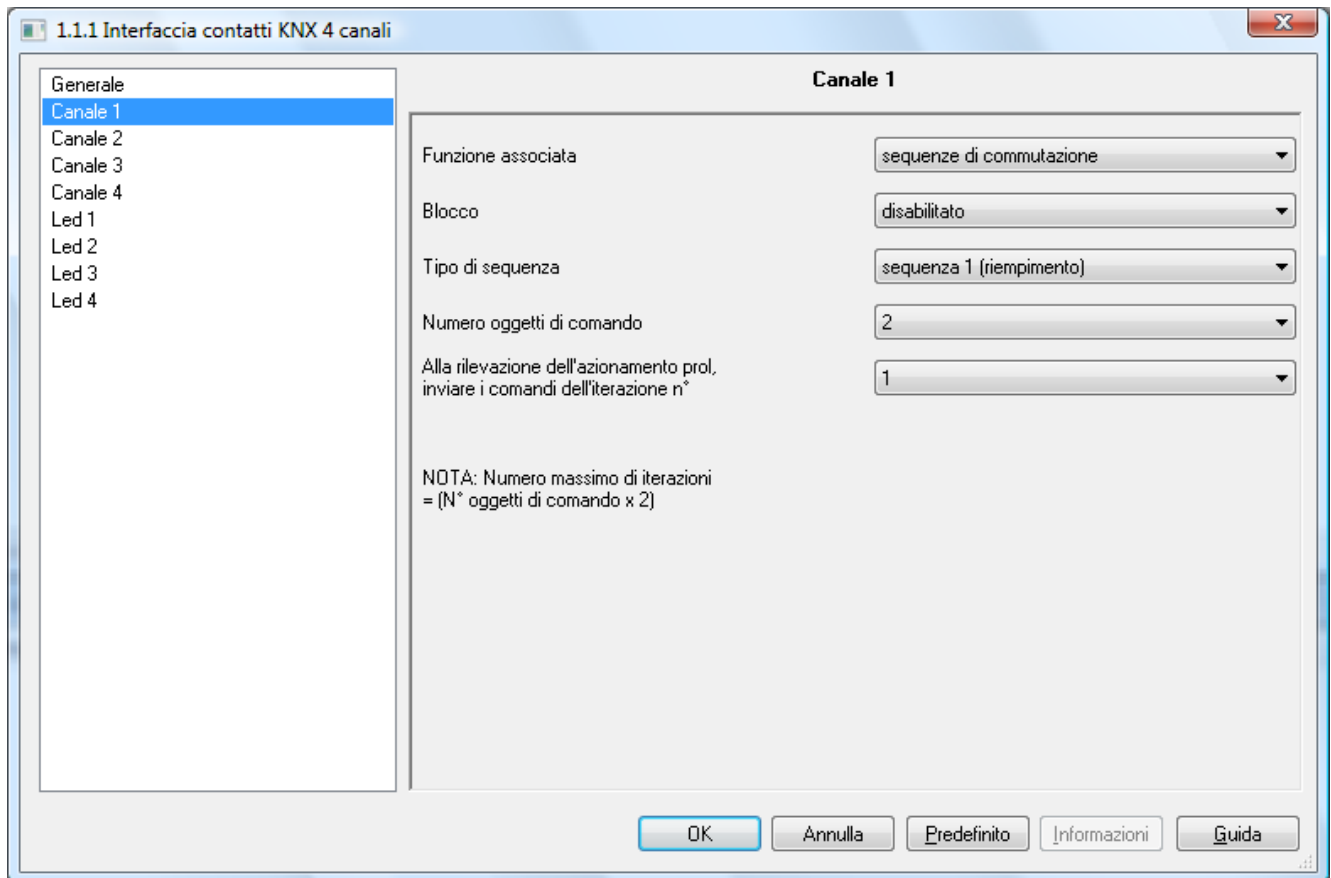 1.1.1 Interfaccia contatti KNX 4 canali
Generale
Canale 1
Canale 2
Canale 3
Canale 4
Led 1
Led 2
Led 3
Led 4
Canale 1
Funzione associata
sequenze di commutazione
Blocco
disabilitato
Tipo di sequenza
sequenza 1 (riempimento)
Numero oggetti di comando
2
Alla rilevazione dell'azionamento prol,
inviare i comandi dell'iterazione n°
1
NOTA: Numero massimo di iterazioni
= (N° oggetti di comando x 2)
OK
Annulla
Predefinito
Informazioni
Guida